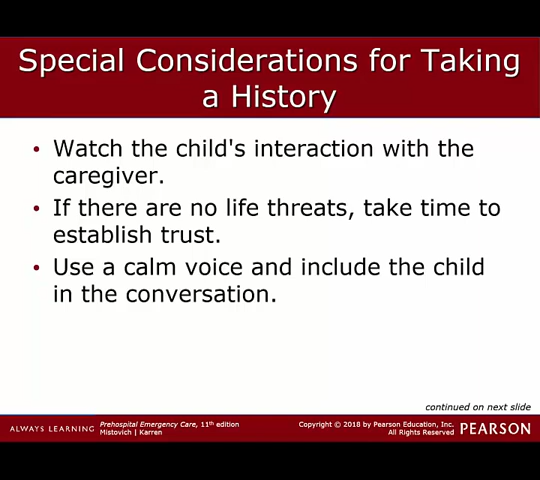 Special Considerations for Taking
a History
• Watch the child's interaction with the
caregiver.
• If there are no life threats, take time to
establish trust.
• Use a calm voice and include the child
in the conversation.
continued on next slide
ALWAYS LEARNING
Prehospital Emergency Care, 11th edition
Mistovich | Karren
Copyright © 2018 by Pearson Education, Inc.
All Rights Reserved
PEARSON